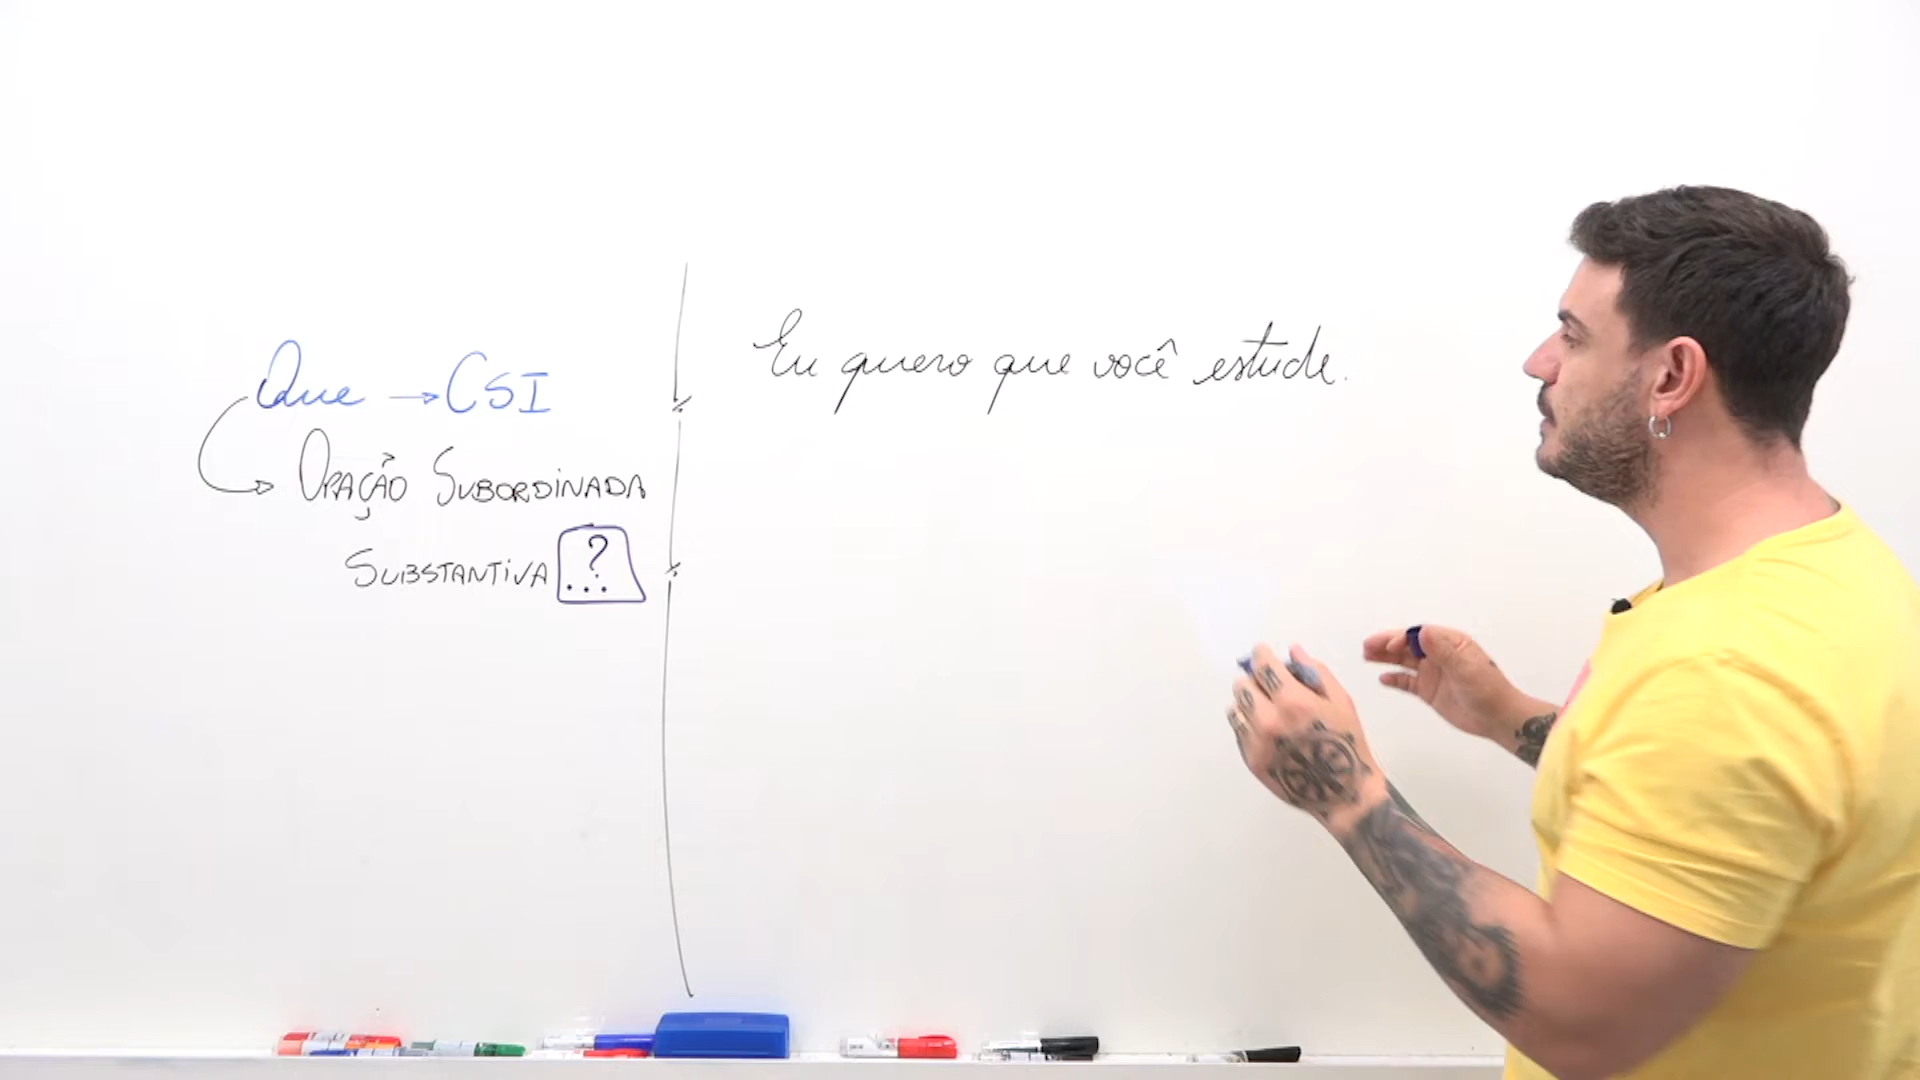 Que → CSI
Oração Subordinada
Substantiva ? ...
Eu quero que você estude.